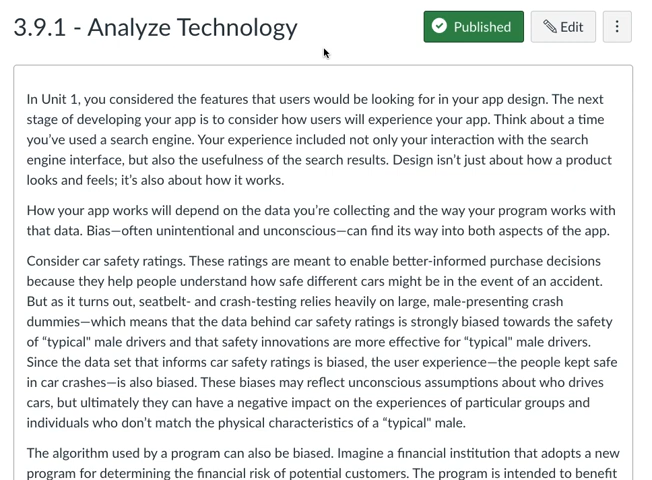 3.9.1 - Analyze Technology
Published
Edit
In Unit 1, you considered the features that users would be looking for in your app design. The next
stage of developing your app is to consider how users will experience your app. Think about a time
you’ve used a search engine. Your experience included not only your interaction with the search
engine interface, but also the usefulness of the search results. Design isn’t just about how a product
looks and feels; it’s also about how it works.
How your app works will depend on the data you’re collecting and the way your program works with
that data. Bias—often unintentional and unconscious—can find its way into both aspects of the app.
Consider car safety ratings. These ratings are meant to enable better-informed purchase decisions
because they help people understand how safe different cars might be in the event of an accident.
But as it turns out, seatbelt- and crash-testing relies heavily on large, male-presenting crash
dummies—which means that the data behind car safety ratings is strongly biased towards the safety
of “typical" male drivers and that safety innovations are more effective for “typical” male drivers.
Since the data set that informs car safety ratings is biased, the user experience—the people kept safe
in car crashes—is also biased. These biases may reflect unconscious assumptions about who drives
cars, but ultimately they can have a negative impact on the experiences of particular groups and
individuals who don’t match the physical characteristics of a “typical" male.
The algorithm used by a program can also be biased. Imagine a financial institution that adopts a new
program for determining the financial risk of potential customers. The program is intended to benefit